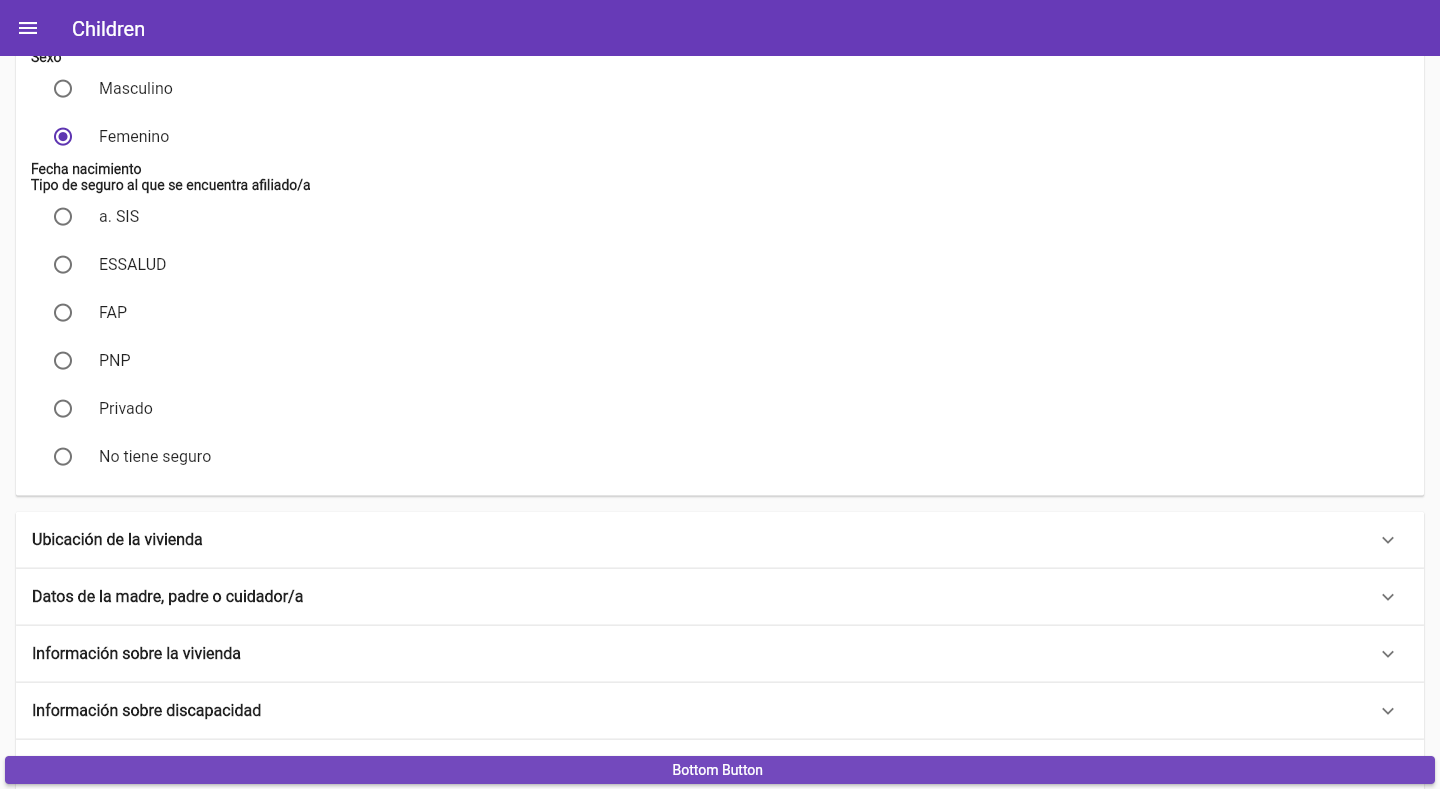 Children
Sexo
Masculino
Femenino
Fecha nacimiento
Tipo de seguro al que se encuentra afiliado/a
a. SIS
ESSALUD
FAP
PNP
Privado
No tiene seguro
Ubicación de la vivienda
Datos de la madre, padre o cuidador/a
Información sobre la vivienda
Información sobre discapacidad
Bottom Button